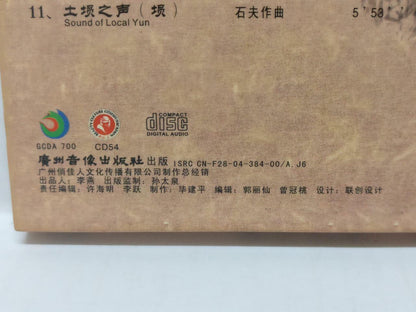 11、土埙之声（埙） 石夫作曲 5'53"
Sound of Local Yun
COMPACT
disc
DIGITAL AUDIO
GCDA 700 CD54
廣州音像出版社出版 ISRC CN-F28-04-384-00/A.J6
广州俏佳人文化传播有限公司制作总经销
出品人：李燕 出版监制：孙太泉
责任编辑：许海明 李跃 制作：毕建平 编辑：郭丽仙 曾冠桃 设计：联创设计